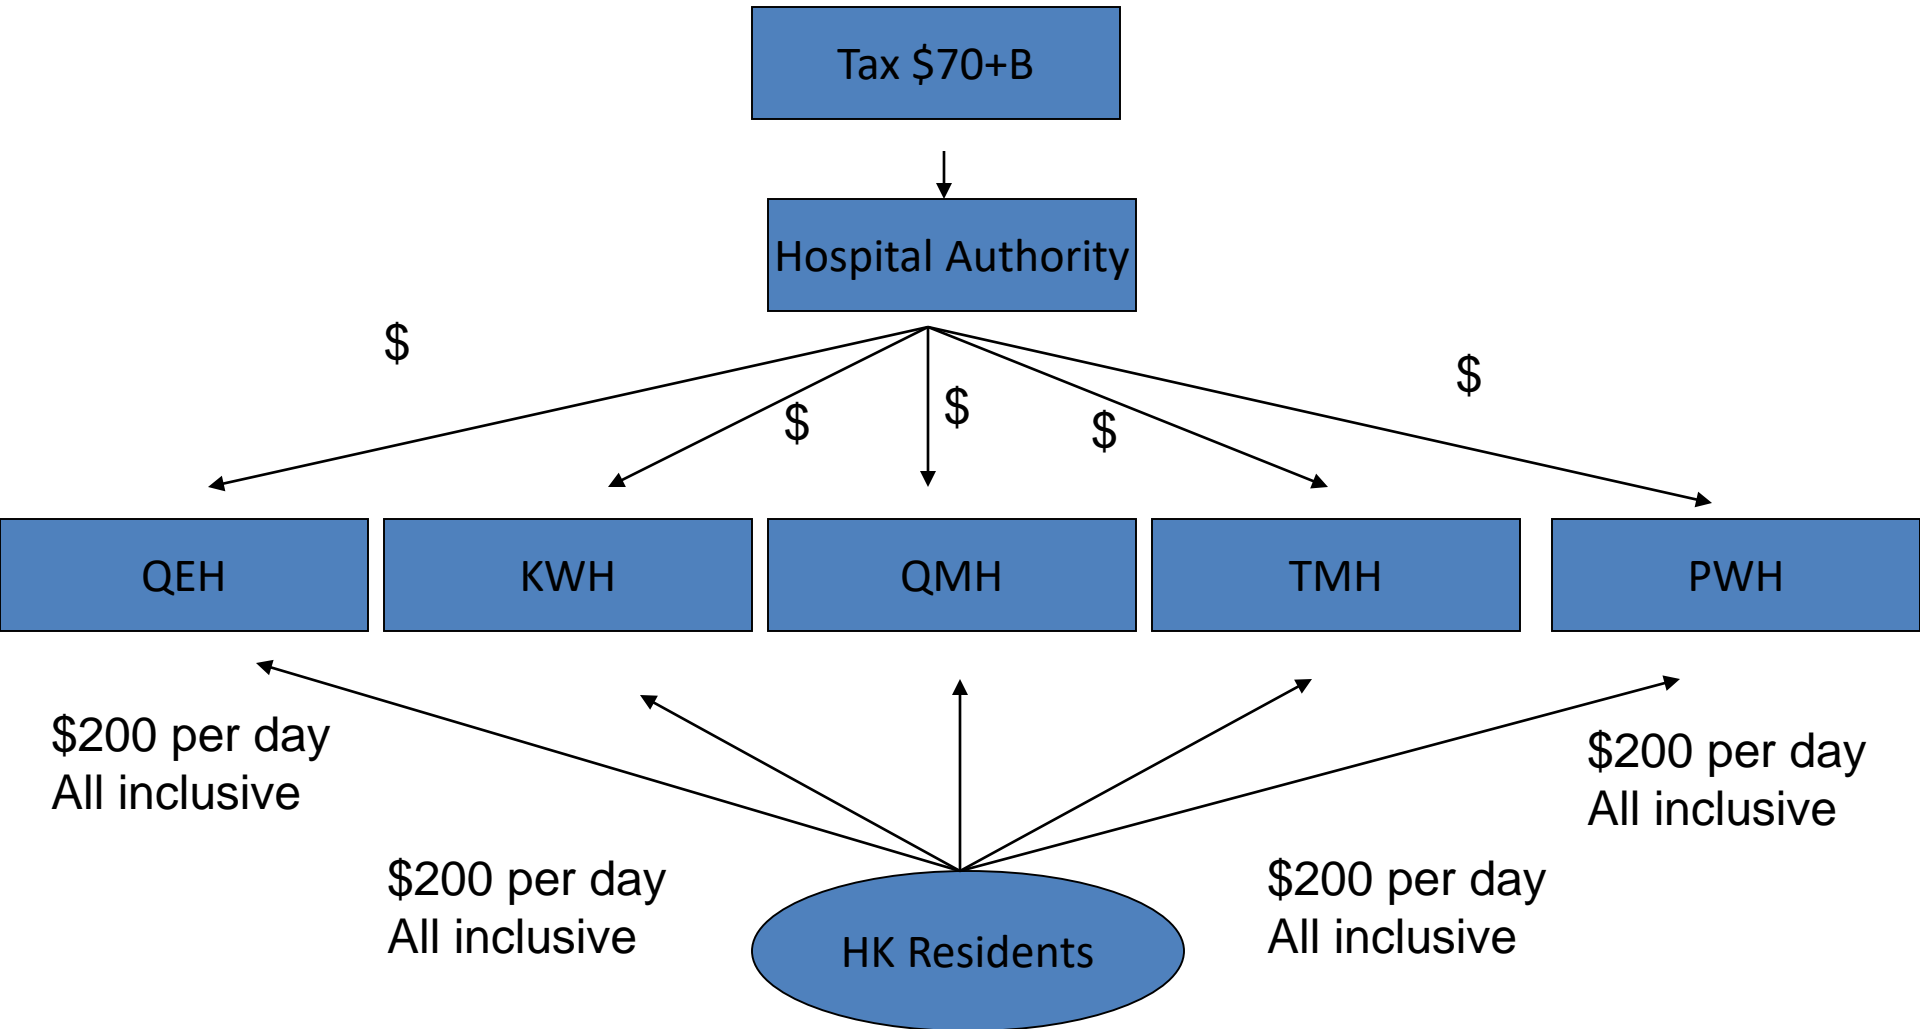 Tax $70+B
Hospital Authority
$
$
$
$
$
QEH
KWH
QMH
TMH
PWH
$200 per day
All inclusive
$200 per day
All inclusive
$200 per day
All inclusive
$200 per day
All inclusive
HK Residents